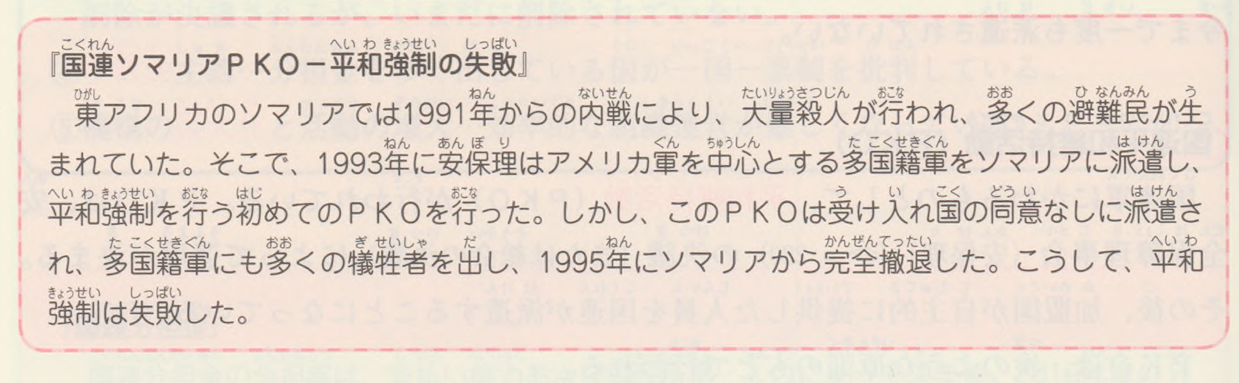 『国連ソマリアPKO－平和強制の失敗』
東アフリカのソマリアでは1991年からの内戦により、大量殺人が行われ、多くの避難民が生
まれていた。そこで、1993年に安保理はアメリカ軍を中心とする多国籍軍をソマリアに派遣し、
平和強制を行う初めてのPKOを行った。しかし、このPKOは受け入れ国の同意なしに派遣さ
れ、多国籍軍にも多くの犠牲者を出し、1995年にソマリアから完全撤退した。こうして、平和
強制は失敗した。